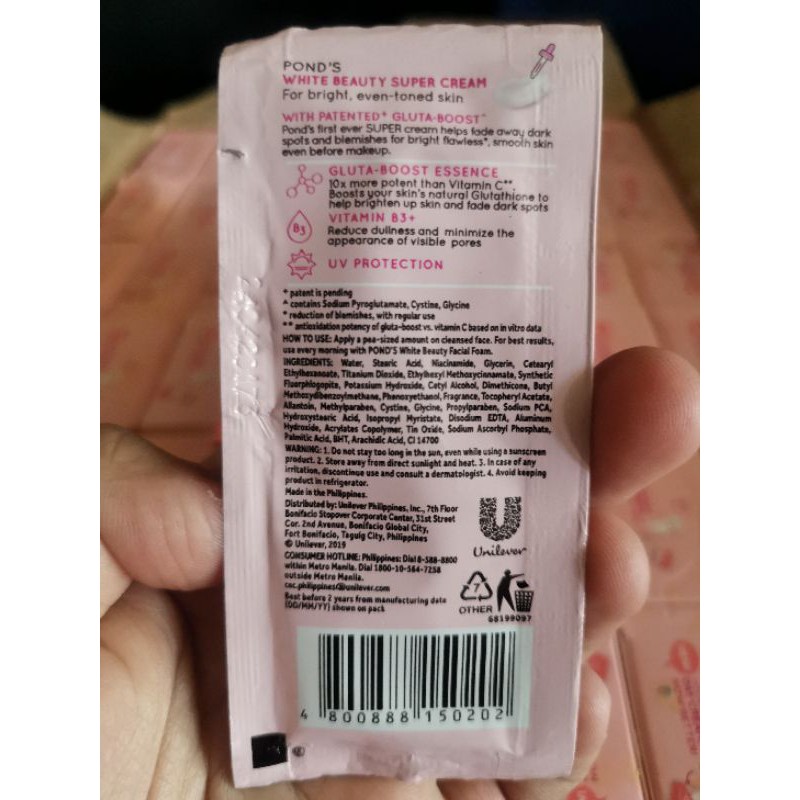 POND'S
WHITE BEAUTY SUPER CREAM
For bright, even-toned skin
WITH PATENTED⁺ GLUTA-BOOST^
Pond's first ever SUPER cream helps fade away dark
spots and blemishes for bright flawless*, smooth skin
even before makeup.
GLUTA-BOOST ESSENCE
10x more potent than Vitamin C**
Boosts your skin's natural Glutathione to
help brighten up skin and fade dark spots
B3
VITAMIN B3+
Reduce dullness and minimize the
appearance of visible pores
UV PROTECTION
⁺ patent is pending
^ contains Sodium Pyroglutamate, Cystine, Glycine
* reduction of blemishes, with regular use
** antioxidation potency of gluta-boost vs. vitamin C based on in vitro data
HOW TO USE: Apply a pea-sized amount on cleansed face. For best results,
use every morning with POND'S White Beauty Facial Foam.
INGREDIENTS: Water, Stearic Acid, Niacinamide, Glycerin, Cetearyl
Ethylhexanoate, Titanium Dioxide, Ethylhexyl Methoxycinnamate, Synthetic
Fluorphlogopite, Potassium Hydroxide, Cetyl Alcohol, Dimethicone, Butyl
Methoxydibenzoylmethane, Phenoxyethanol, Fragrance, Tocopheryl Acetate,
Allantoin, Methylparaben, Cystine, Glycine, Propylparaben, Sodium PCA,
Hydroxystearic Acid, Isopropyl Myristate, Disodium EDTA, Aluminum
Hydroxide, Acrylates Copolymer, Tin Oxide, Sodium Ascorbyl Phosphate,
Palmitic Acid, BHT, Arachidic Acid, CI 14700
WARNING: 1. Do not stay too long in the sun, even while using a sunscreen
product. 2. Store away from direct sunlight and heat. 3. In case of any
irritation, discontinue use and consult a dermatologist. 4. Avoid keeping
product in refrigerator.
Made in the Philippines.
Distributed by: Unilever Philippines, Inc., 7th Floor
Bonifacio Stopover Corporate Center, 31st Street
Cor. 2nd Avenue, Bonifacio Global City,
Fort Bonifacio, Taguig City, Philippines
© Unilever, 2019
CONSUMER HOTLINE: Philippines: Dial 8-588-8800
within Metro Manila. Dial 1800-10-564-7258
outside Metro Manila.
cac.philippines@unilever.com
Best before 2 years from manufacturing date
(DD/MM/YY) shown on pack
Unilever
7
OTHER
68199097
4 800888 150202